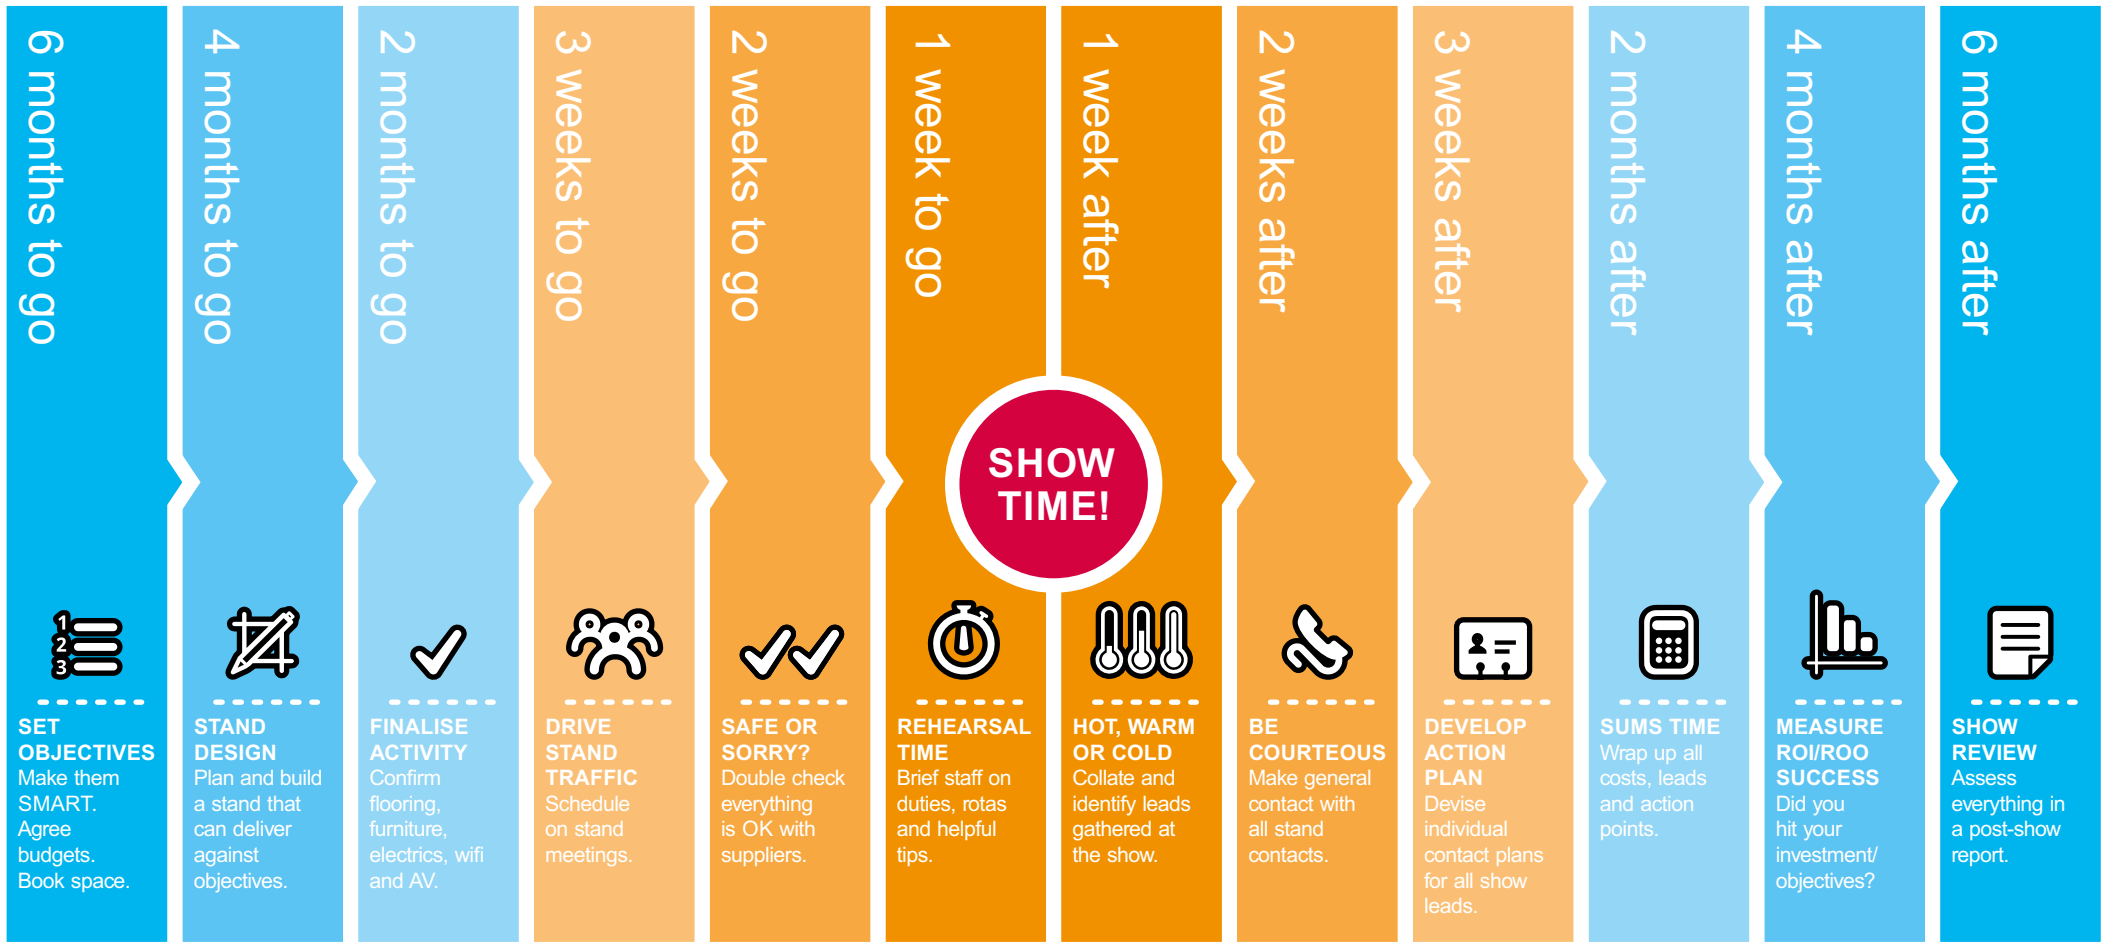 6 months to go
SET
OBJECTIVES
Make them
SMART.
Agree
budgets.
Book space.
4 months to go
STAND
DESIGN
Plan and build
a stand that
can deliver
against
objectives.
2 months to go
FINALISE
ACTIVITY
Confirm
flooring,
furniture,
electrics, wifi
and AV.
3 weeks to go
DRIVE
STAND
TRAFFIC
Schedule
on stand
meetings.
2 weeks to go
SAFE OR
SORRY?
Double check
everything
is OK with
suppliers.
1 week to go
REHEARSAL
TIME
Brief staff on
duties, rotas
and helpful
tips.
SHOW
TIME!
1 week after
HOT, WARM
OR COLD
Collate and
identify leads
gathered at
the show.
2 weeks after
BE
COURTEOUS
Make general
contact with
all stand
contacts.
3 weeks after
DEVELOP
ACTION
PLAN
Devise
individual
contact plans
for all show
leads.
2 months after
SUMS TIME
Wrap up all
costs, leads
and action
points.
4 months after
MEASURE
ROI/ROO
SUCCESS
Did you
hit your
investment/
objectives?
6 months after
SHOW
REVIEW
Assess
everything in
a post-show
report.
1
2
3